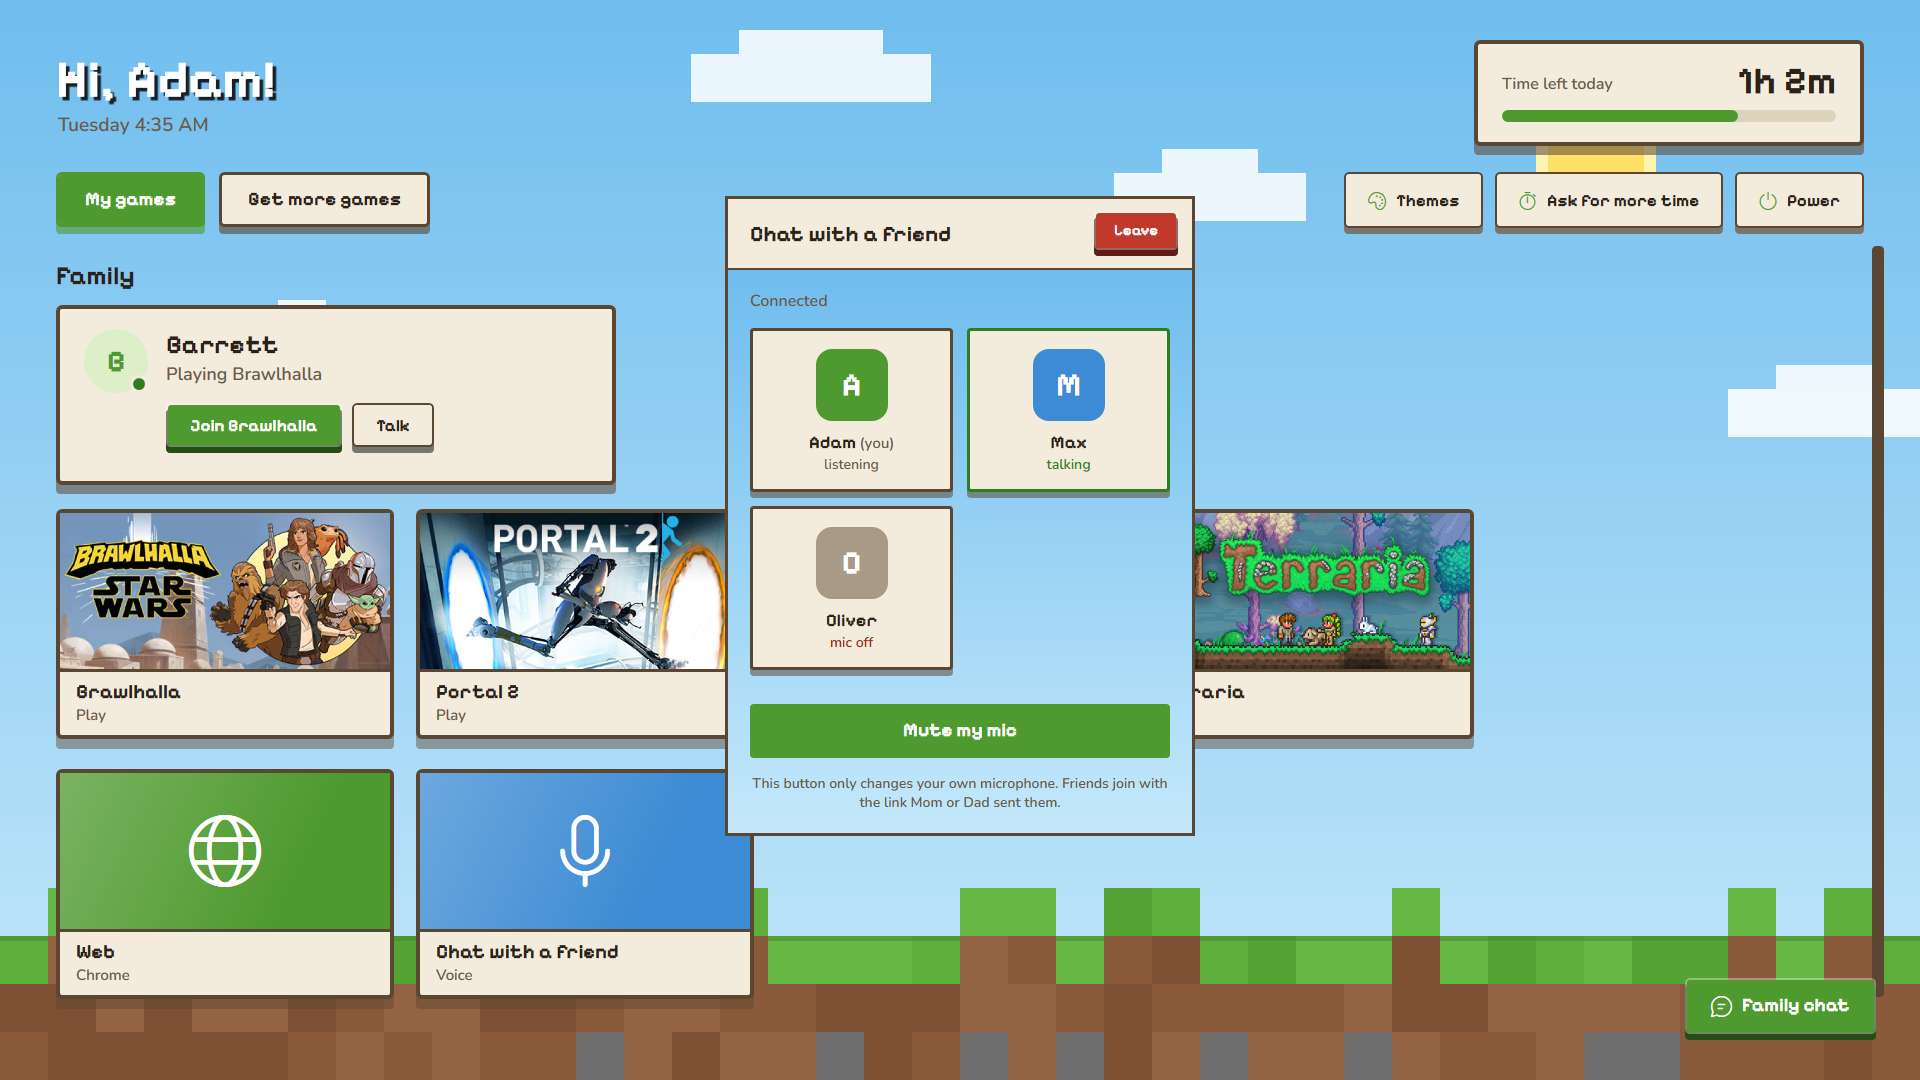 Hi, Adam!
Tuesday 4:35 AM
Time left today
1h 2m
My games
Get more games
Themes
Ask for more time
Power
Family
B
Garrett
Playing Brawlhalla
Join Brawlhalla
Talk
Chat with a friend
Leave
Connected
A
Adam (you)
listening
M
Max
talking
O
Oliver
mic off
Mute my mic
This button only changes your own microphone. Friends join with
the link Mom or Dad sent them.
BRAWLHALLA
STAR
WARS
Brawlhalla
Play
PORTAL 2
Portal 2
Play
Terraria
raria
Web
Chrome
Chat with a friend
Voice
Family chat